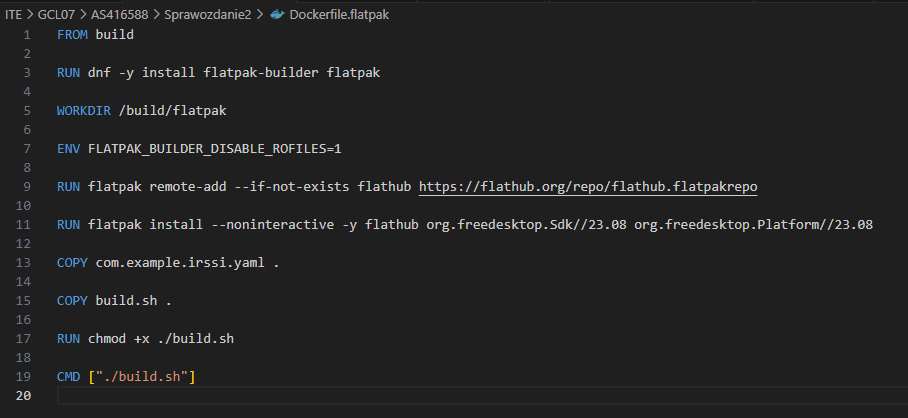 ITE > GCL07 > AS416588 > Sprawozdanie2 > Dockerfile.flatpak
1 FROM build
2
3 RUN dnf -y install flatpak-builder flatpak
4
5 WORKDIR /build/flatpak
6
7 ENV FLATPAK_BUILDER_DISABLE_ROFILES=1
8
9 RUN flatpak remote-add --if-not-exists flathub https://flathub.org/repo/flathub.flatpakrepo
10
11 RUN flatpak install --noninteractive -y flathub org.freedesktop.Sdk//23.08 org.freedesktop.Platform//23.08
12
13 COPY com.example.irssi.yaml .
14
15 COPY build.sh .
16
17 RUN chmod +x ./build.sh
18
19 CMD ["./build.sh"]
20